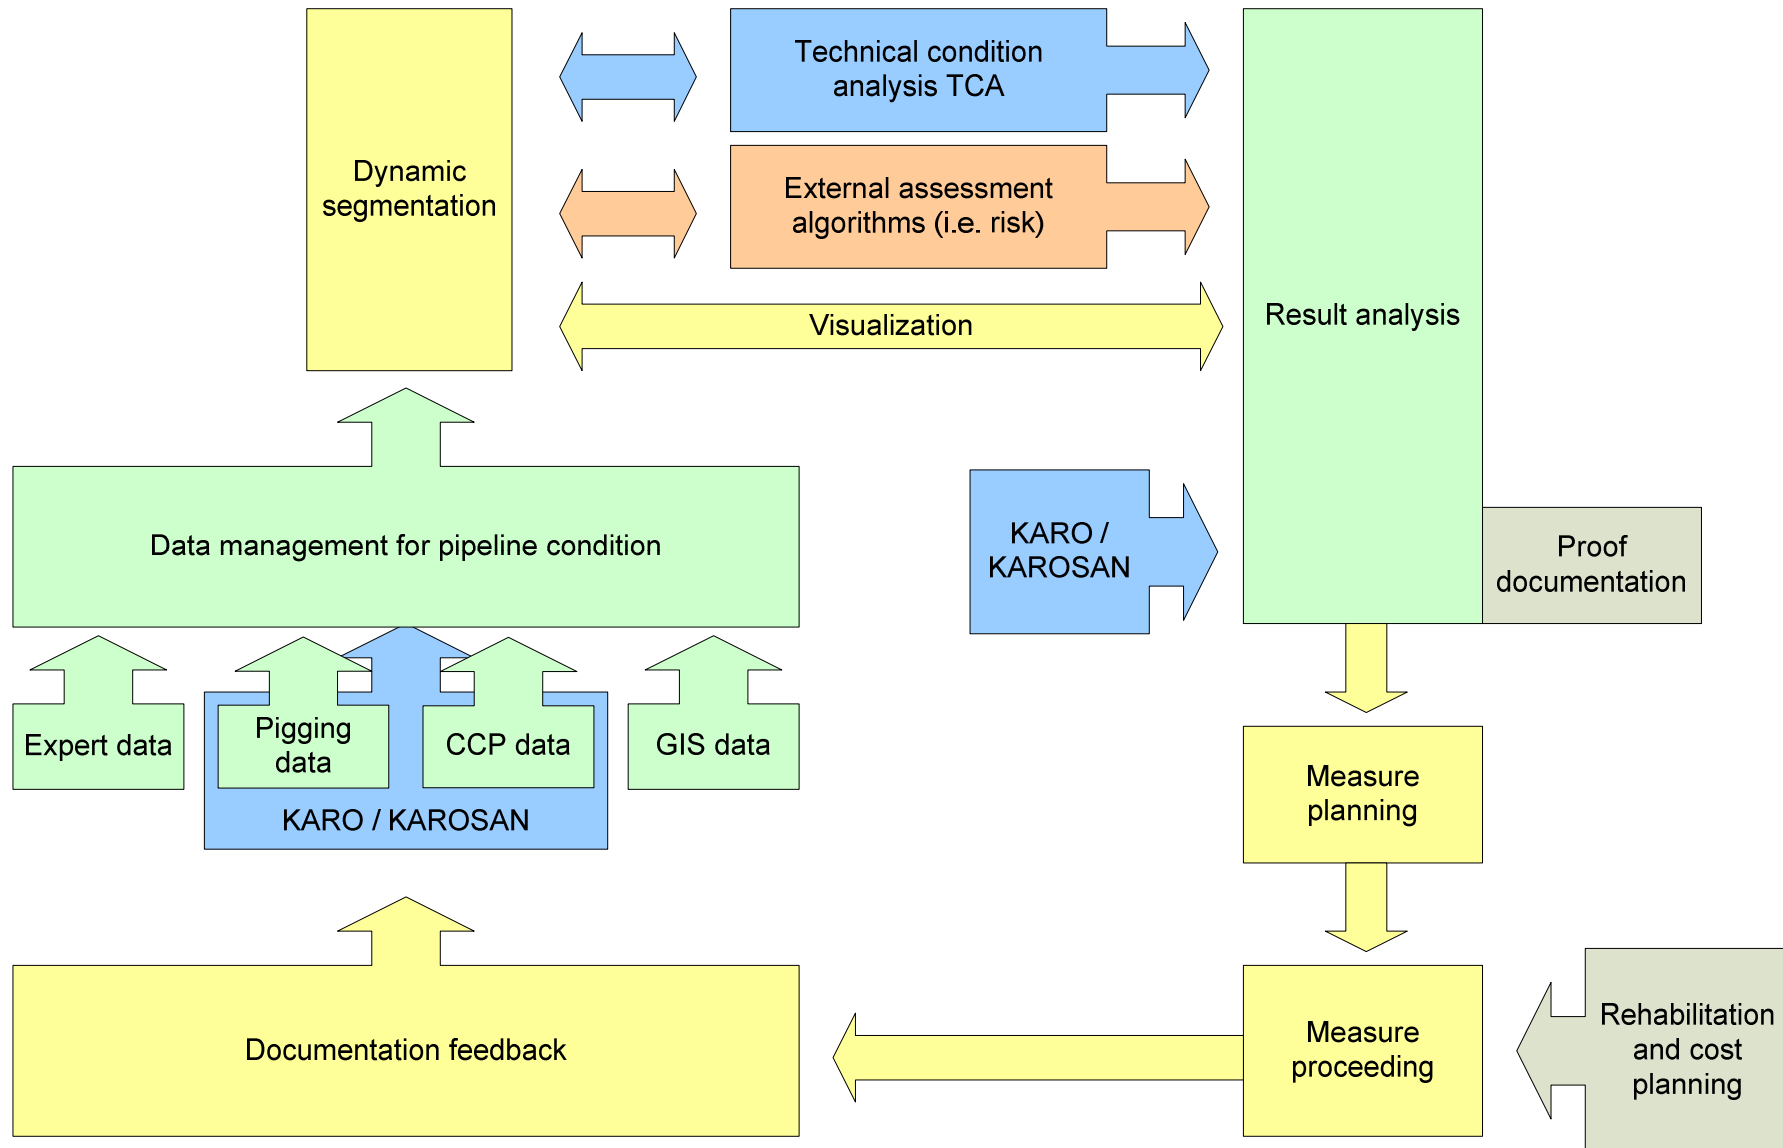 Technical condition
analysis TCA
Dynamic
segmentation
External assessment
algorithms (i.e. risk)
Visualization
Result analysis
Data management for pipeline condition
KARO /
KAROSAN
Proof
documentation
Expert data
Pigging
data
CCP data
GIS data
KARO / KAROSAN
Measure
planning
Documentation feedback
Measure
proceeding
Rehabilitation
and cost
planning